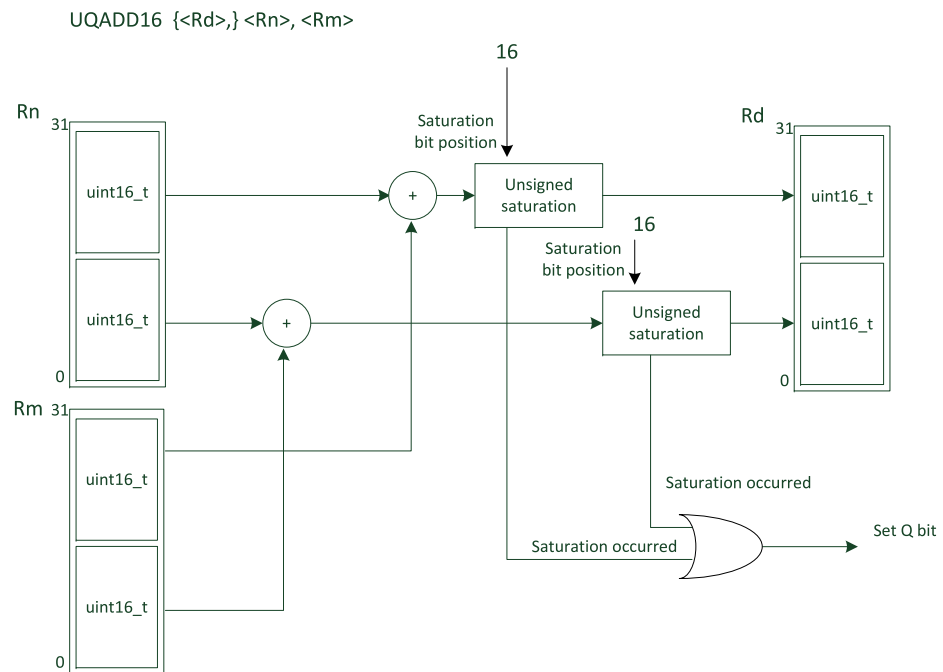 UQADD16 {<Rd>,} <Rn>, <Rm>
16
Rn
31
Saturation
bit position
Rd
31
uint16_t
+
Unsigned
saturation
uint16_t
16
Saturation
bit position
uint16_t
+
Unsigned
saturation
uint16_t
0
0
Rm
31
uint16_t
Saturation occurred
Set Q bit
Saturation occurred
uint16_t
0